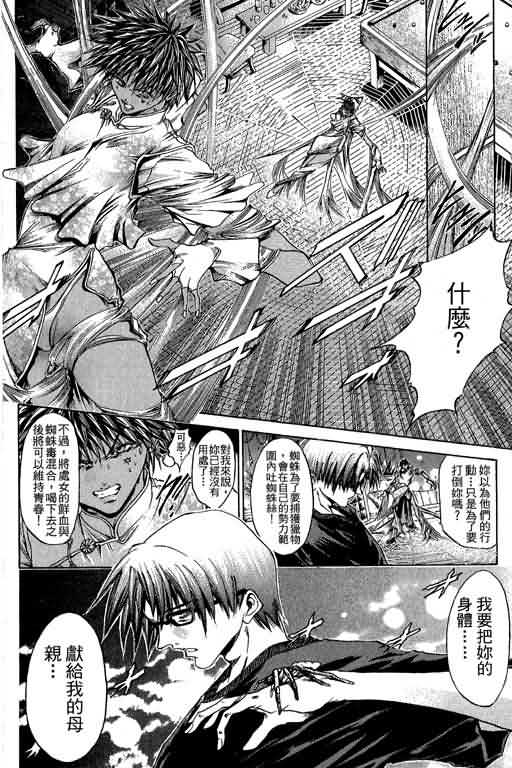 什麼？
妳以為他們的行
動…只是為了要
打倒妳嗎？
蜘蛛為了要捕獲獵物
，會在自己的勢力範
圍內吐蜘蛛絲！
對我來說，
妳已經沒有
用處了…
可惡！
不過，將處女的鮮血與
蜘蛛毒混合，喝下去之
後將可以維持青春！
我要把妳的
身體…
獻給我的母
親…